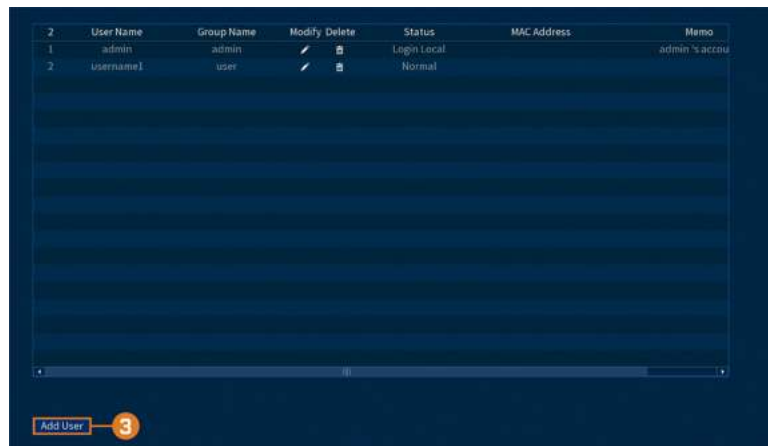 2 User Name Group Name Modify Delete Status MAC Address Memo
1 admin admin Login Local admin 's accou
2 username1 user Normal
Add User 3